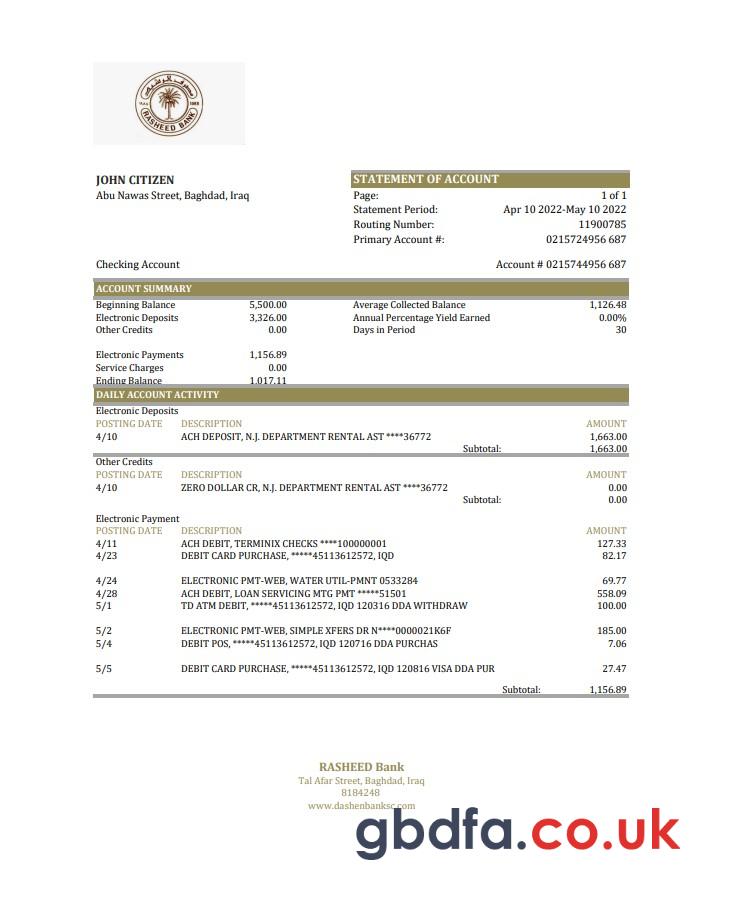 RASHEED BANK
JOHN CITIZEN
Abu Nawas Street, Baghdad, Iraq
STATEMENT OF ACCOUNT
Page: 1 of 1
Statement Period: Apr 10 2022-May 10 2022
Routing Number: 11900785
Primary Account #: 0215724956 687
Checking Account Account # 0215744956 687
ACCOUNT SUMMARY
Beginning Balance 5,500.00 Average Collected Balance 1,126.48
Electronic Deposits 3,326.00 Annual Percentage Yield Earned 0.00%
Other Credits 0.00 Days in Period 30
Electronic Payments 1,156.89
Service Charges 0.00
Ending Balance 1,017.11
DAILY ACCOUNT ACTIVITY
Electronic Deposits
POSTING DATE DESCRIPTION AMOUNT
4/10 ACH DEPOSIT, N.J. DEPARTMENT RENTAL AST ****36772 1,663.00
Subtotal: 1,663.00
Other Credits
POSTING DATE DESCRIPTION AMOUNT
4/10 ZERO DOLLAR CR, N.J. DEPARTMENT RENTAL AST ****36772 0.00
Subtotal: 0.00
Electronic Payment
POSTING DATE DESCRIPTION AMOUNT
4/11 ACH DEBIT, TERMINIX CHECKS ****100000001 127.33
4/23 DEBIT CARD PURCHASE, *****45113612572, IQD 82.17
4/24 ELECTRONIC PMT-WEB, WATER UTIL-PMNT 0533284 69.77
4/28 ACH DEBIT, LOAN SERVICING MTG PMT *****51501 558.09
5/1 TD ATM DEBIT, *****45113612572, IQD 120316 DDA WITHDRAW 100.00
5/2 ELECTRONIC PMT-WEB, SIMPLE XFERS DR N****0000021K6F 185.00
5/4 DEBIT POS, *****45113612572, IQD 120716 DDA PURCHAS 7.06
5/5 DEBIT CARD PURCHASE, *****45113612572, IQD 120816 VISA DDA PUR 27.47
Subtotal: 1,156.89
RASHEED Bank
Tal Afar Street, Baghdad, Iraq
8184248
www.dashenbanksc.com
gbdfa.co.uk